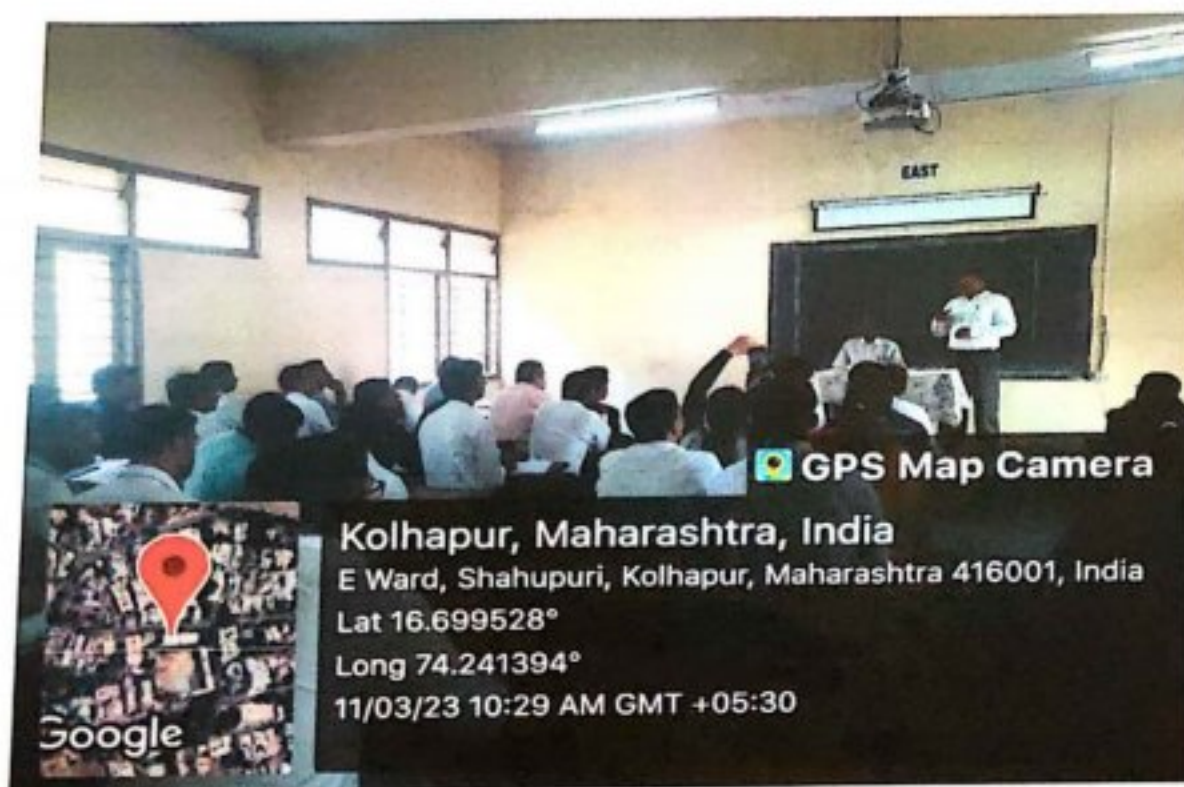 EAST
GPS Map Camera
Kolhapur, Maharashtra, India
E Ward, Shahupuri, Kolhapur, Maharashtra 416001, India
Lat 16.699528°
Long 74.241394°
11/03/23 10:29 AM GMT +05:30
Google